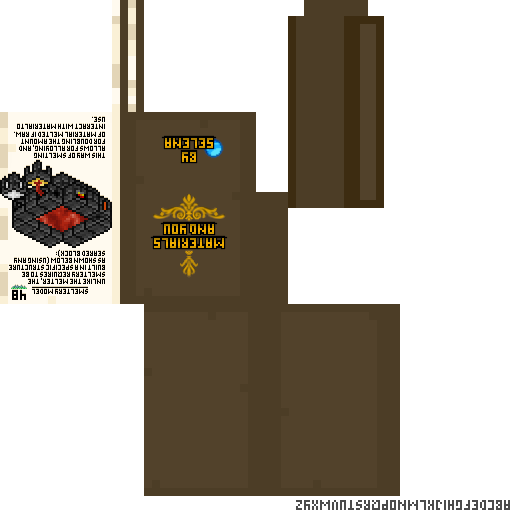 SMELTERY MODEL
48
UNLIKE THE MELTER, THE
SMELTERY REQUIRES TO BE
BUILT IN A SPECIFIC STRUCTURE
AS SHOWN BELOW (USING ANY
SEARED BLOCK):
THIS WAY OF SMELTING
ALLOWS FOR ALLOYING, AND
FOR DOUBLING THE AMOUNT
OF MATERIAL MELTED IF RAW.
INTERACT WITH MATERIAL TO
USE.
MATERIALS
AND YOU
BY
SELEMA
ABCDEFGHIJKLMNOPQRSTUVWXYZ